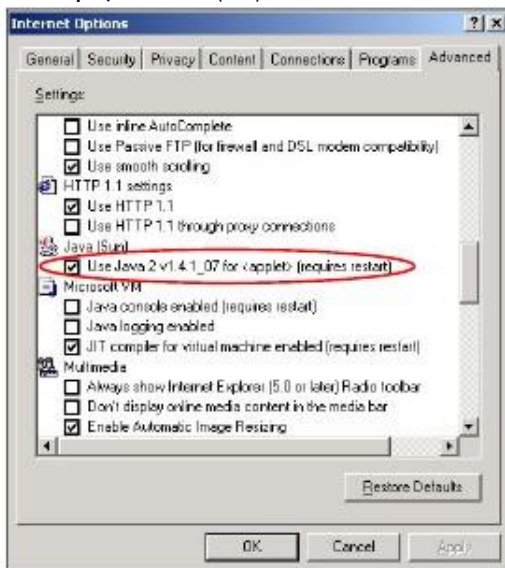 Internet Options
General Security Privacy Content Connections Programs Advanced
Settings:
Use inline AutoComplete
Use Passive FTP (for firewall and DSL modem compatibility)
Use smooth scrolling
HTTP 1.1 settings
Use HTTP 1.1
Use HTTP 1.1 through proxy connections
Java (Sun)
Use Java 2 v1.4.1_07 for <applet> (requires restart)
Microsoft VM
Java console enabled (requires restart)
Java logging enabled
JIT compiler for virtual machine enabled (requires restart)
Multimedia
Always show Internet Explorer (5.0 or later) Radio toolbar
Don't display online media content in the media bar
Enable Automatic Image Resizing
Restore Defaults
OK Cancel Apply